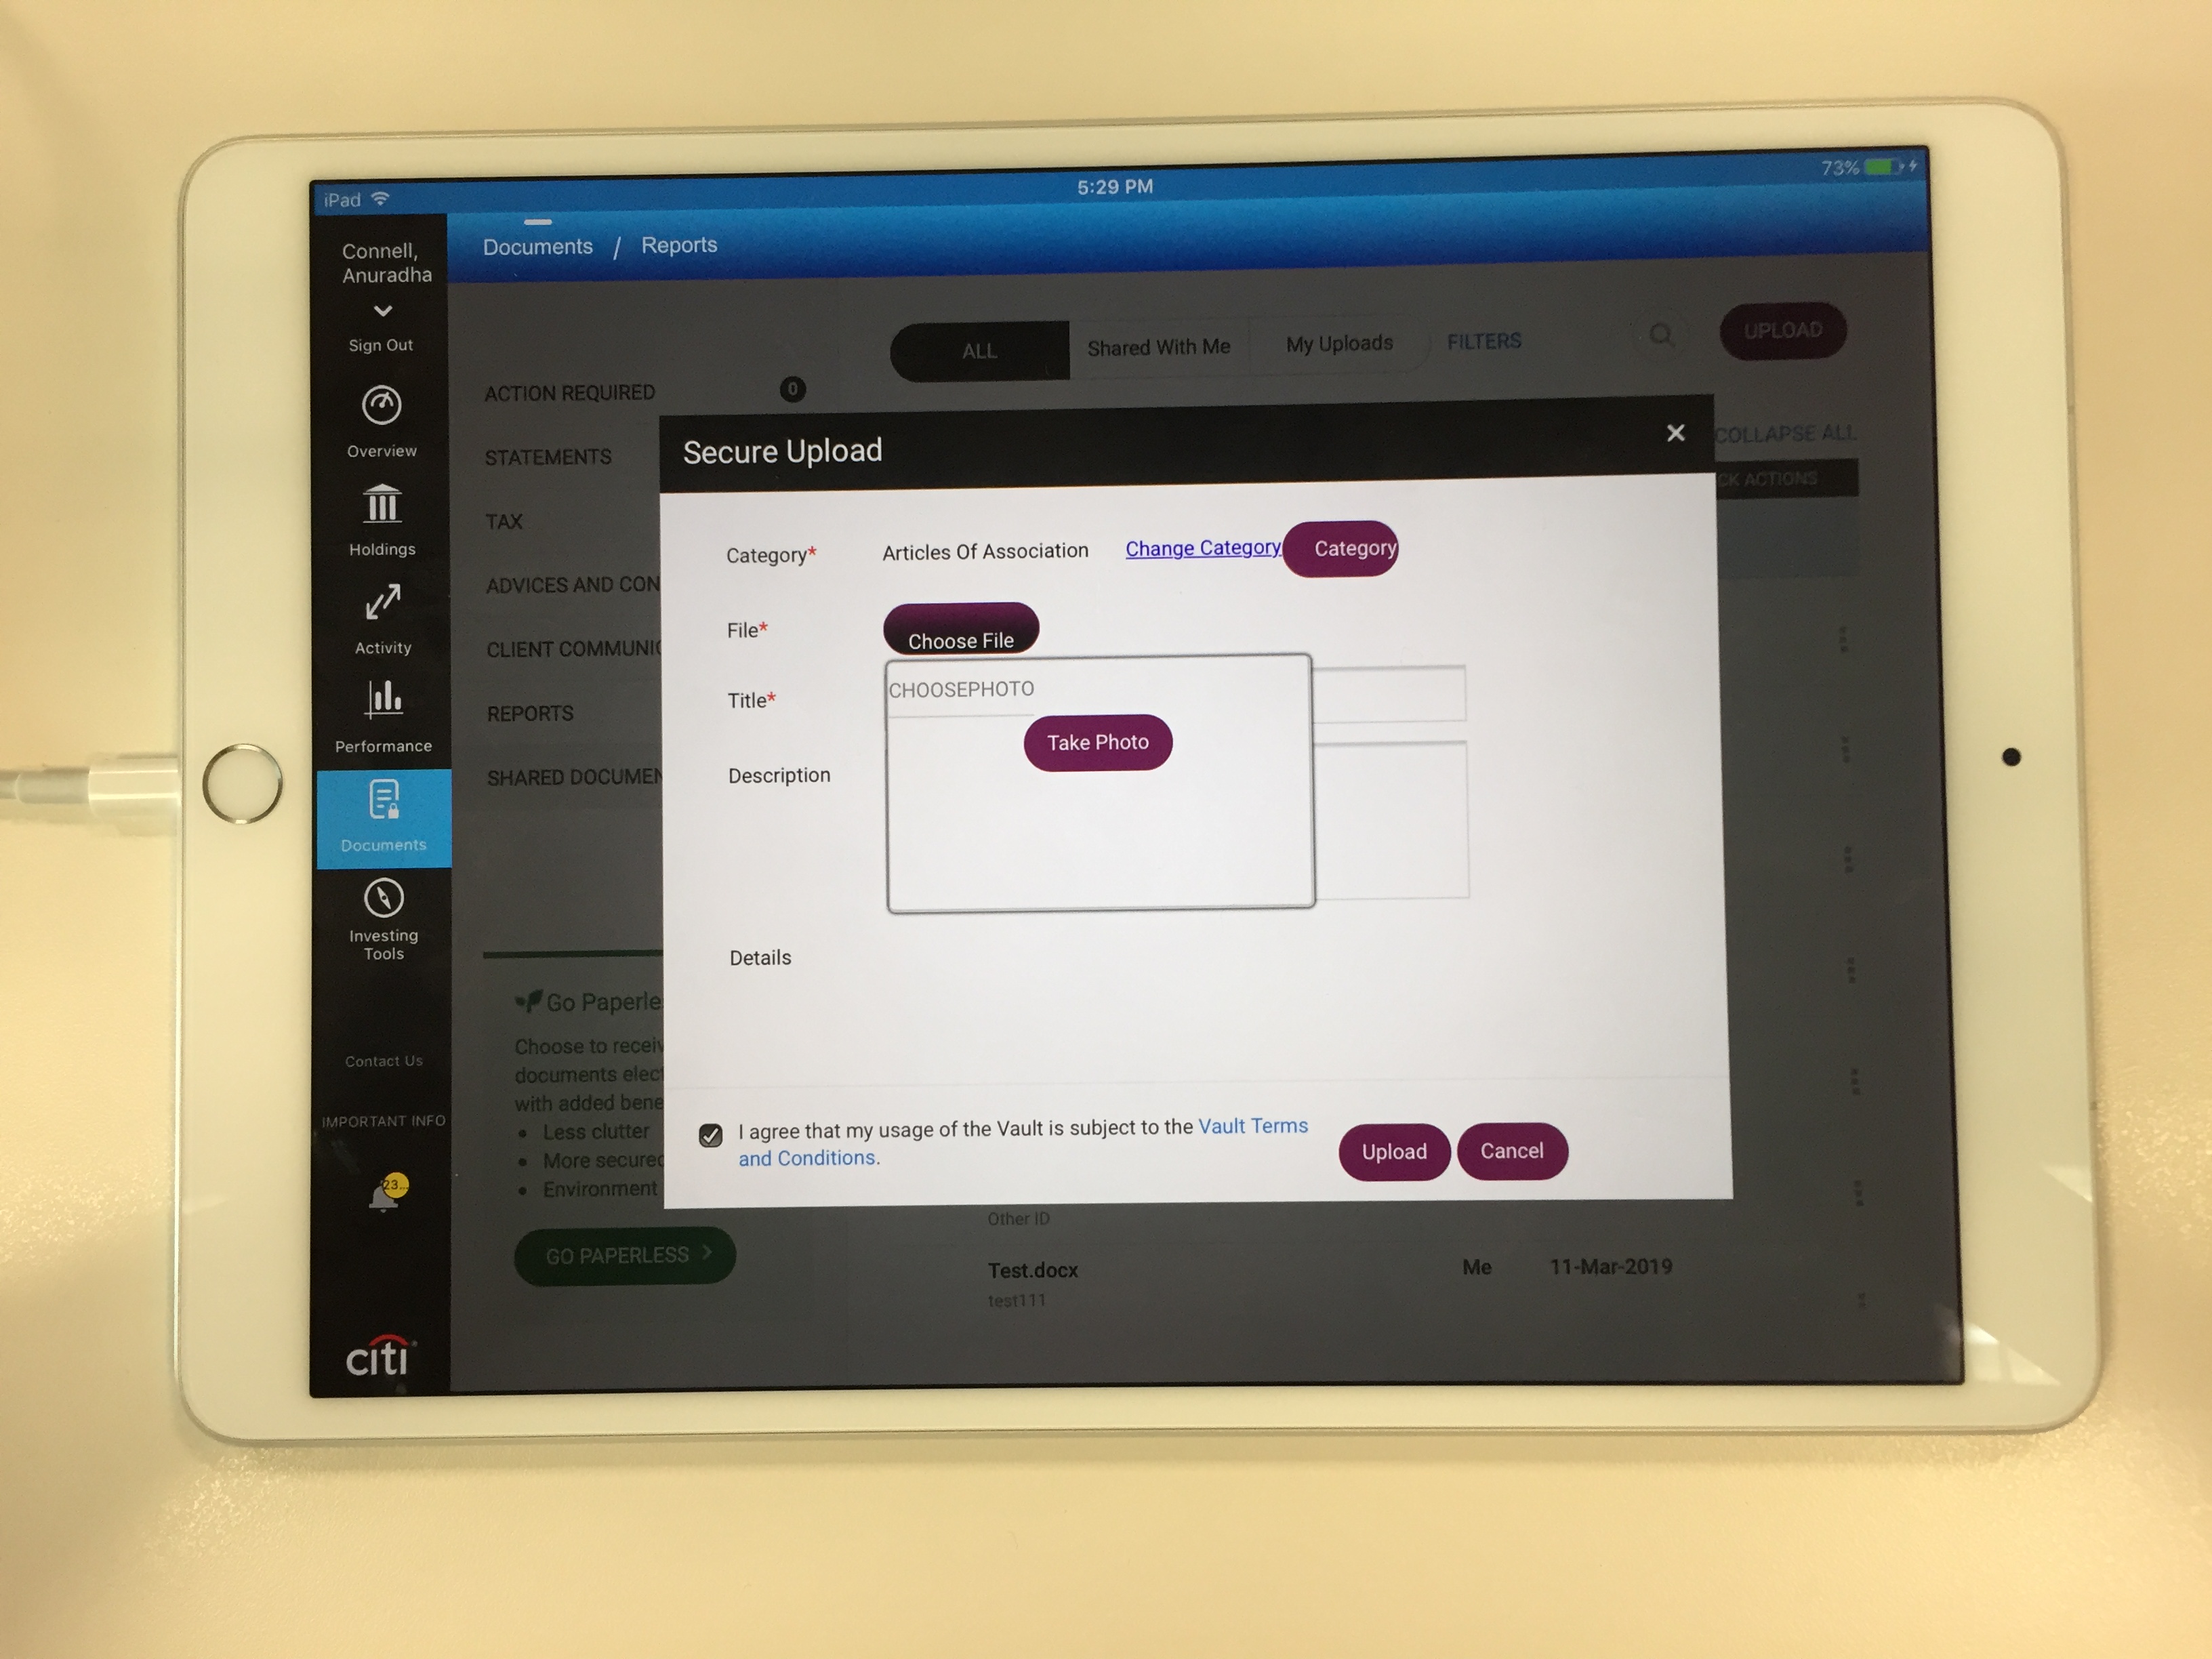 iPad
5:29 PM
73%
Connell,
Anuradha
Sign Out
Overview
Holdings
Activity
Performance
Documents
Investing
Tools
Contact Us
IMPORTANT INFO
23...
citi
Documents / Reports
ALL
Shared With Me
My Uploads
FILTERS
UPLOAD
ACTION REQUIRED
0
STATEMENTS
TAX
ADVICES AND CON
CLIENT COMMUNIC
REPORTS
SHARED DOCUMEN
COLLAPSE ALL
CK ACTIONS
Go Paperle
Choose to receiv
documents elect
with added bene
• Less clutter
• More secured
• Environment
GO PAPERLESS >
Secure Upload
×
Category*
Articles Of Association
Change Category
Category
File*
Choose File
Title*
CHOOSEPHOTO
Take Photo
Description
Details
I agree that my usage of the Vault is subject to the Vault Terms
and Conditions.
Upload
Cancel
Other ID
Test.docx
Me
11-Mar-2019
test111